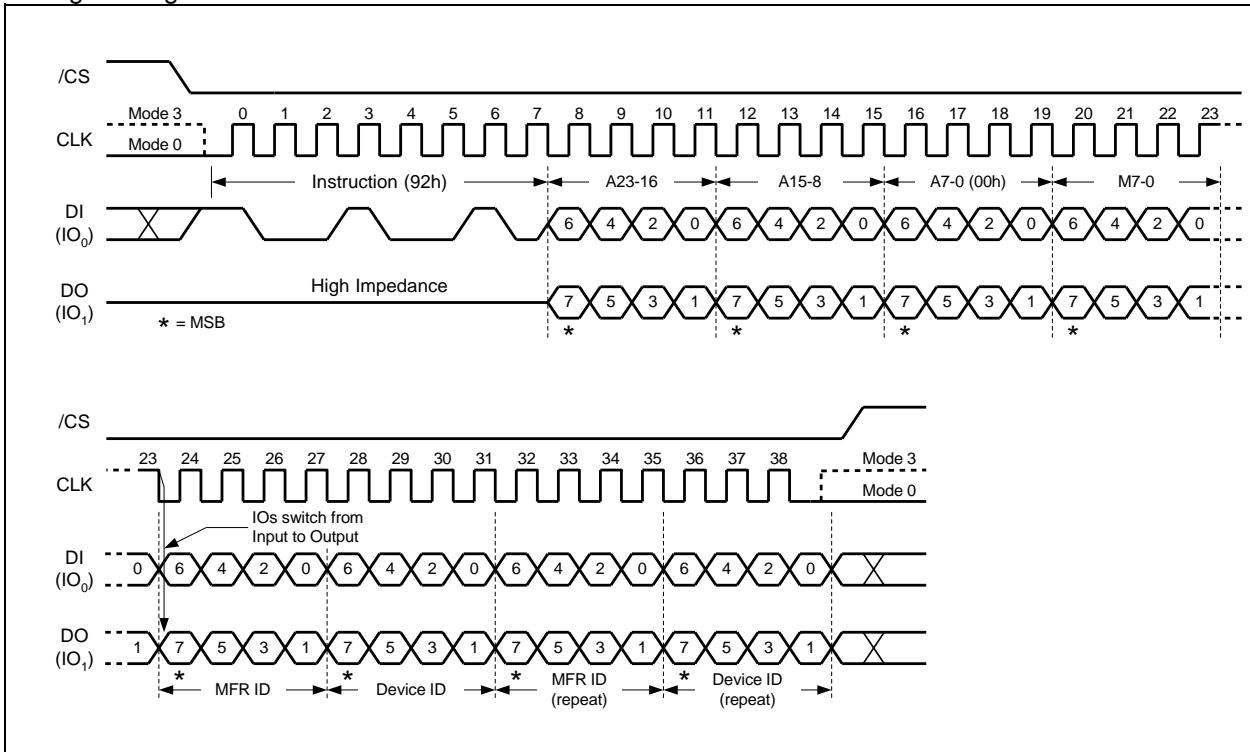 /CS
Mode 3 0 1 2 3 4 5 6 7 8 9 10 11 12 13 14 15 16 17 18 19 20 21 22 23
CLK
Mode 0
Instruction (92h) A23-16 A15-8 A7-0 (00h) M7-0
DI
(IO0)
6 4 2 0 6 4 2 0 6 4 2 0 6 4 2 0
High Impedance
DO
(IO1)
7 5 3 1 7 5 3 1 7 5 3 1 7 5 3 1
* = MSB
* * * *
/CS
23 24 25 26 27 28 29 30 31 32 33 34 35 36 37 38 Mode 3
CLK
Mode 0
IOs switch from
Input to Output
DI
(IO0)
0 6 4 2 0 6 4 2 0 6 4 2 0 6 4 2 0
DO
(IO1)
1 7 5 3 1 7 5 3 1 7 5 3 1 7 5 3 1
* * * *
MFR ID Device ID MFR ID
(repeat)
Device ID
(repeat)